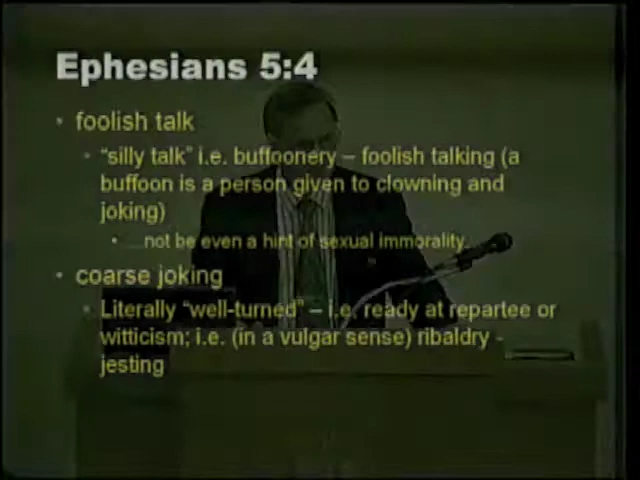 Ephesians 5:4
• foolish talk
• "silly talk" i.e. buffoonery – foolish talking (a
buffoon is a person given to clowning and
joking)
• ...not be even a hint of sexual immorality.
• coarse joking
• Literally "well-turned" – i.e. ready at repartee or
witticism; i.e. (in a vulgar sense) ribaldry -
jesting